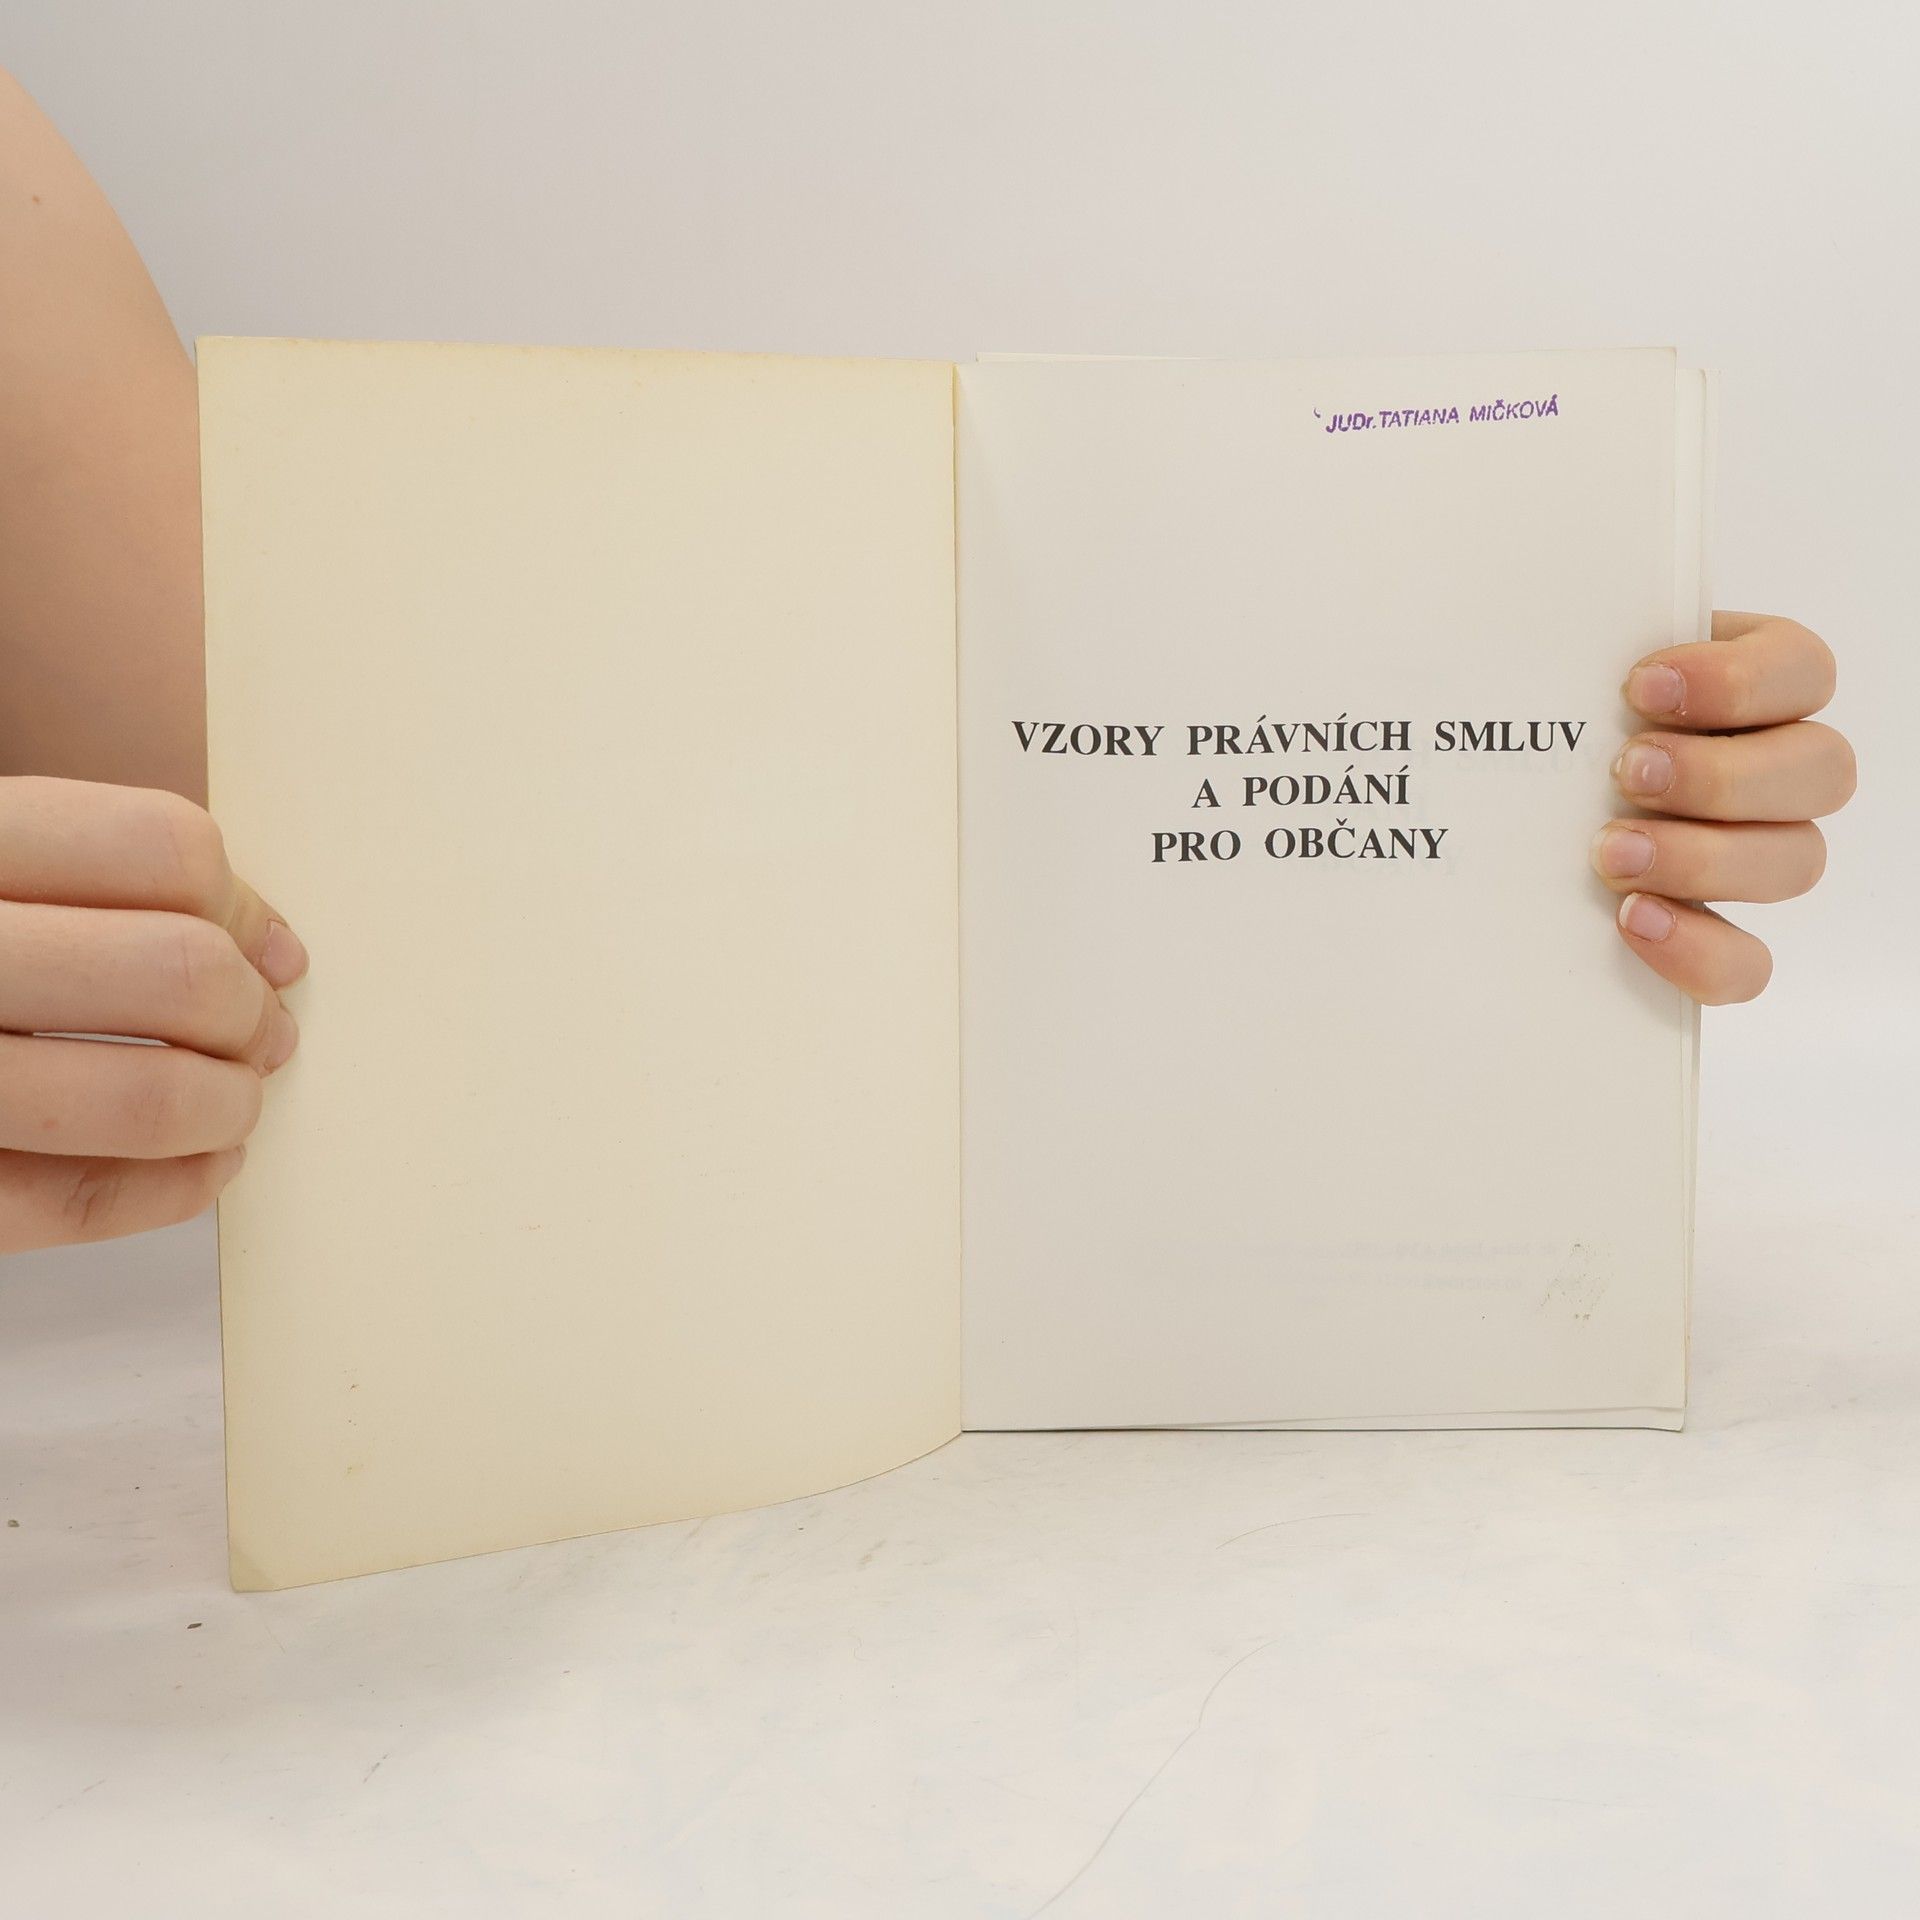 JUDr. TATIANA MIČKOVÁ
VZORY PRÁVNÍCH SMLUV
A PODÁNÍ
PRO OBČANY